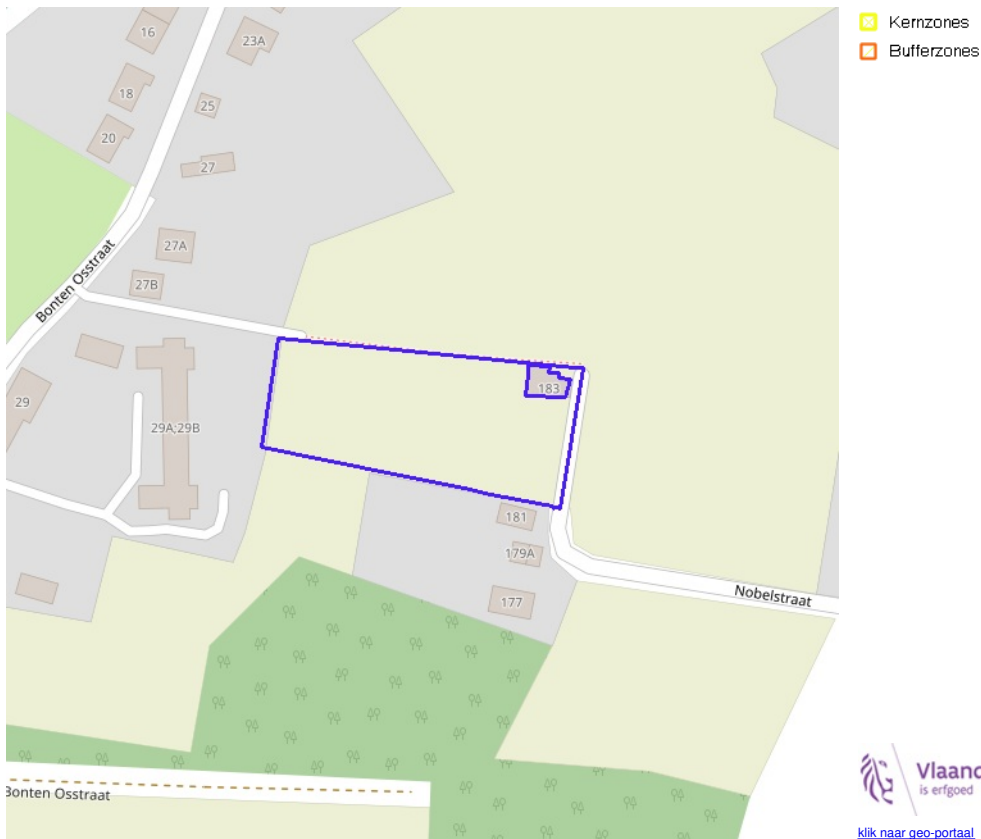 Kernzones
Bufferzones
16
23A
18
25
20
27
27A
Bonten Osstraat
27B
183
29
29A;29B
181
179A
177
Nobelstraat
Bonten Osstraat
is erfgoed
klik naar geo-portaal